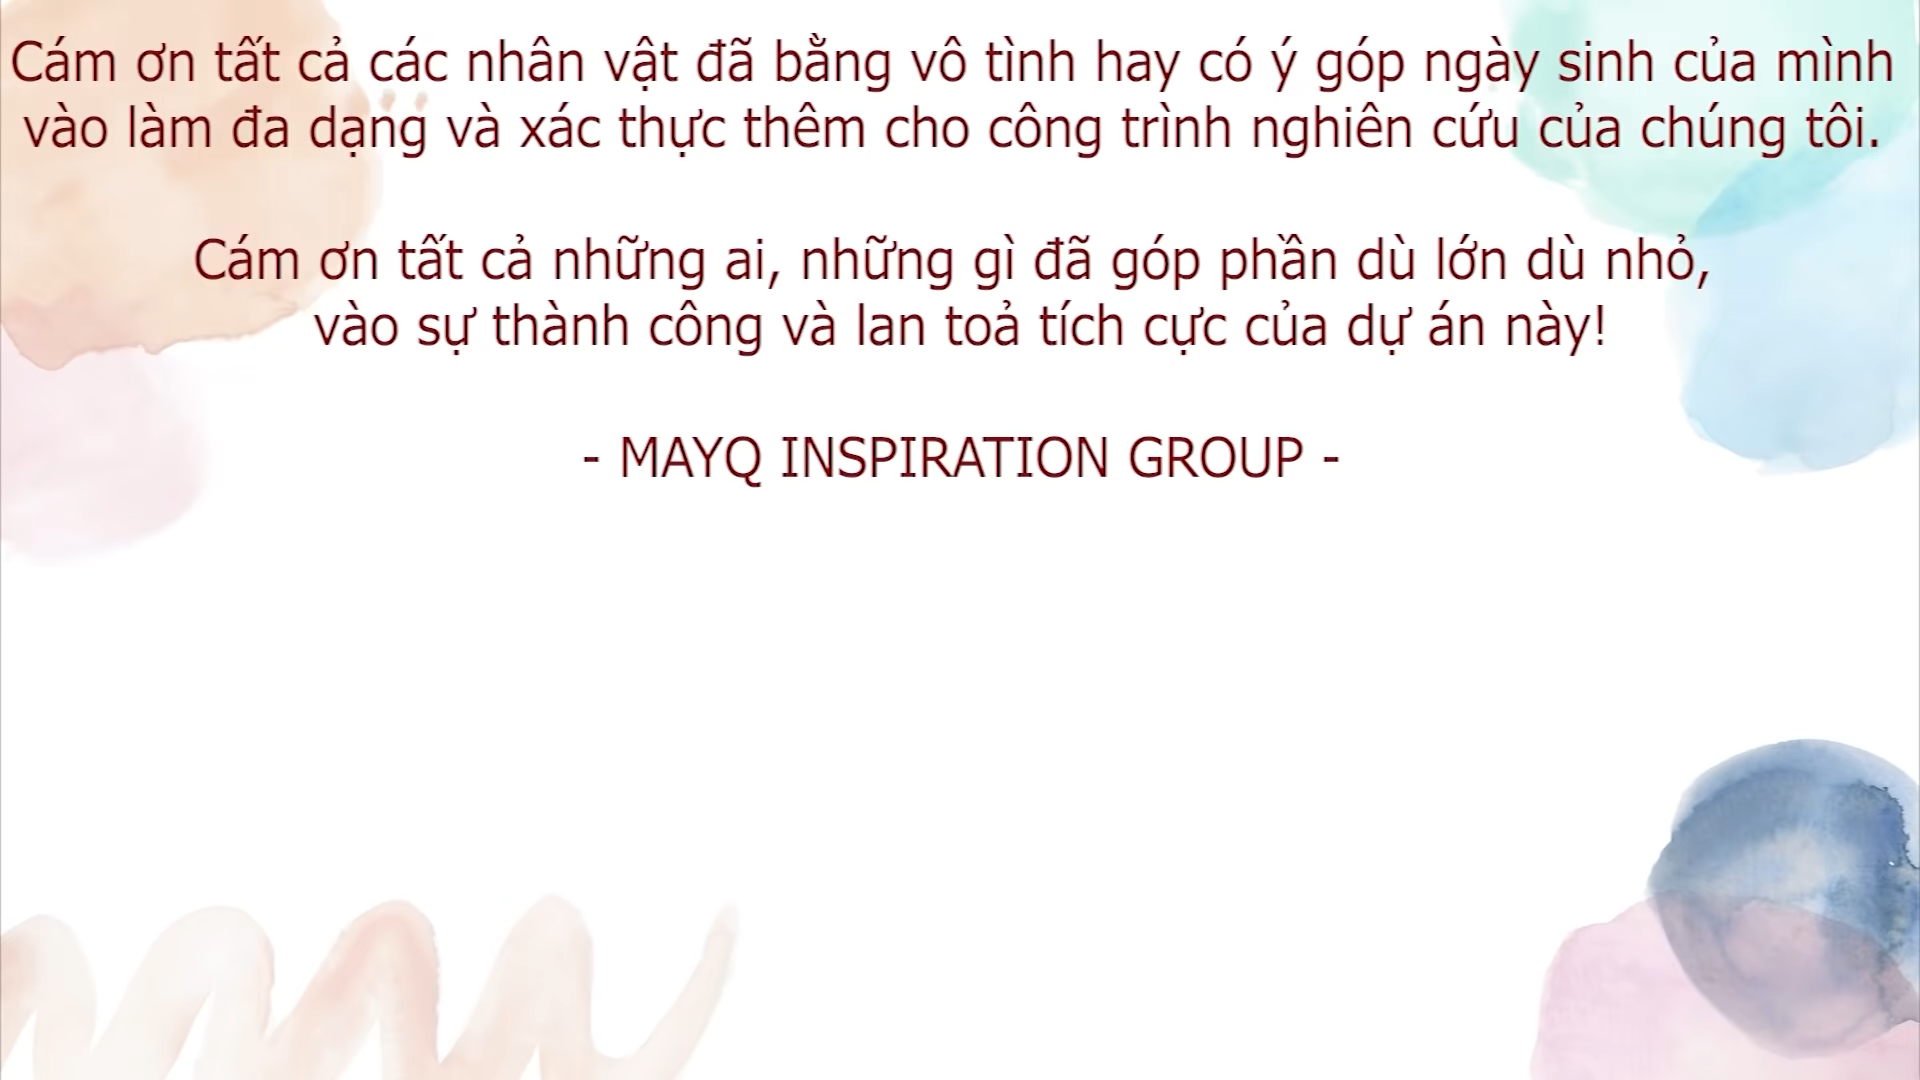 Cám ơn tất cả các nhân vật đã bằng vô tình hay có ý góp ngày sinh của mình
vào làm đa dạng và xác thực thêm cho công trình nghiên cứu của chúng tôi.
Cám ơn tất cả những ai, những gì đã góp phần dù lớn dù nhỏ,
vào sự thành công và lan toả tích cực của dự án này!
- MAYQ INSPIRATION GROUP -